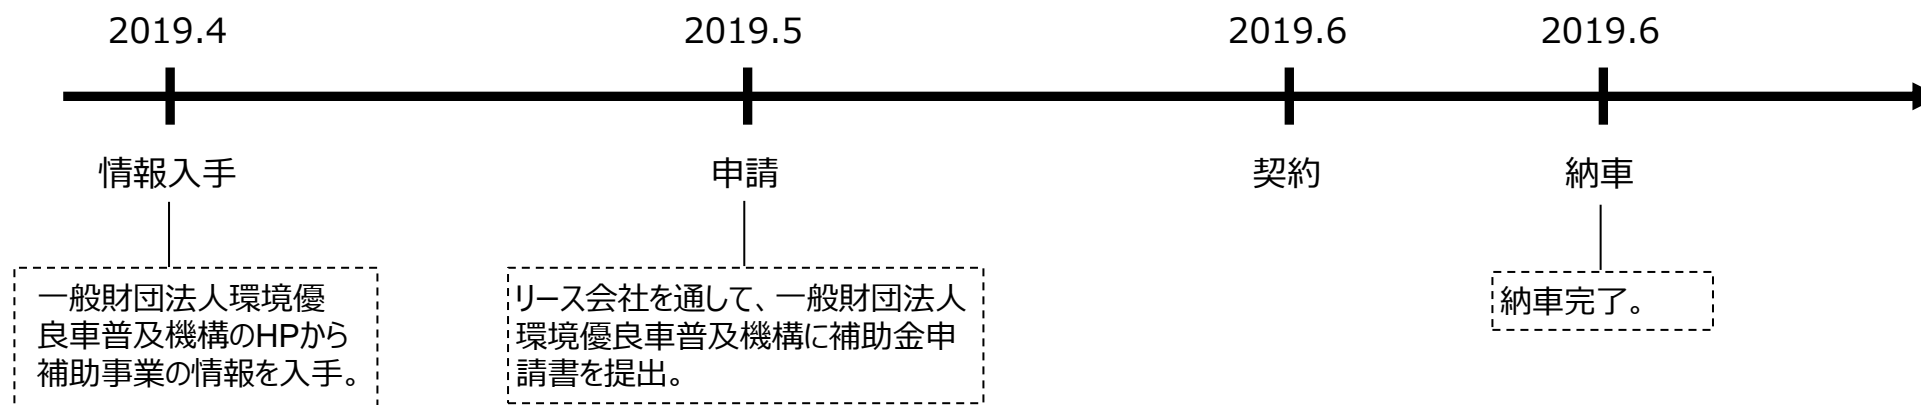 2019.4
2019.5
2019.6
2019.6
情報入手
申請
契約
納車
一般財団法人環境優
良車普及機構のHPから
補助事業の情報を入手。
リース会社を通して、一般財団法人
環境優良車普及機構に補助金申
請書を提出。
納車完了。